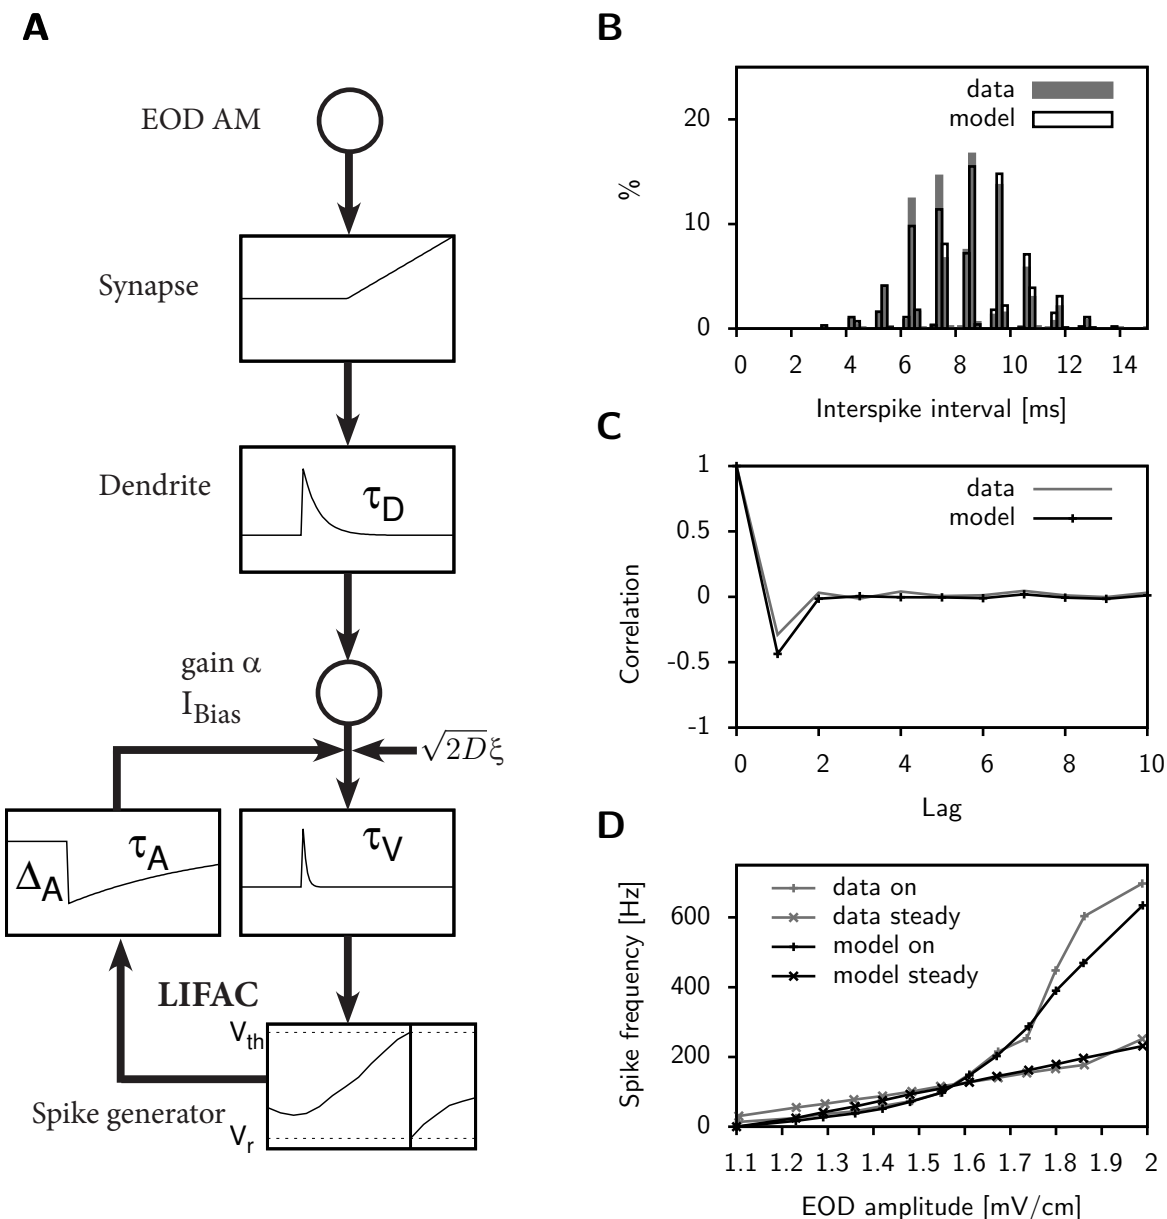 A
EOD AM
Synapse
Dendrite
τD
gain α
IBias
√2Dξ
ΔA
τA
τV
LIFAC
Vth
Spike generator
Vr
B
data
model
20
10
0
%
0 2 4 6 8 10 12 14
Interspike interval [ms]
C
1
0.5
0
-0.5
-1
data
model
Correlation
0 2 4 6 8 10
Lag
D
data on
data steady
model on
model steady
600
400
200
0
Spike frequency [Hz]
1.1 1.2 1.3 1.4 1.5 1.6 1.7 1.8 1.9 2
EOD amplitude [mV/cm]